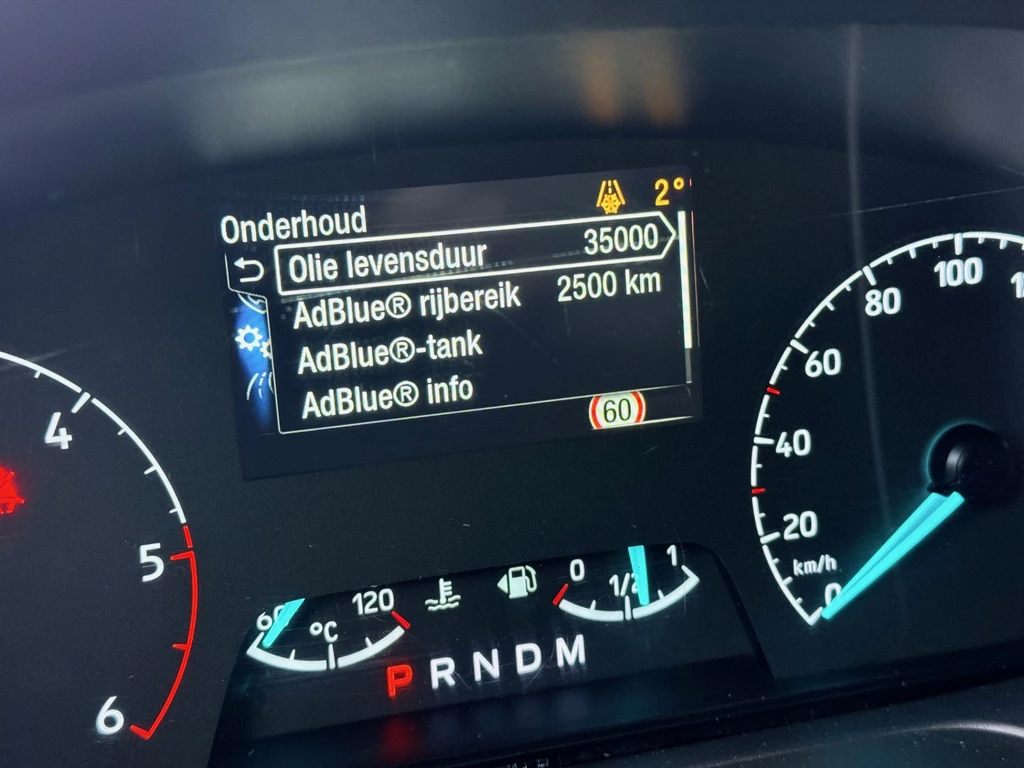 2°
Onderhoud
Olie levensduur 35000
AdBlue® rijbereik 2500 km
AdBlue®-tank
AdBlue® info
60
4
5
6
60
°C
120
0
1/2
1
P R N D M
0
20
40
60
80
100
km/h